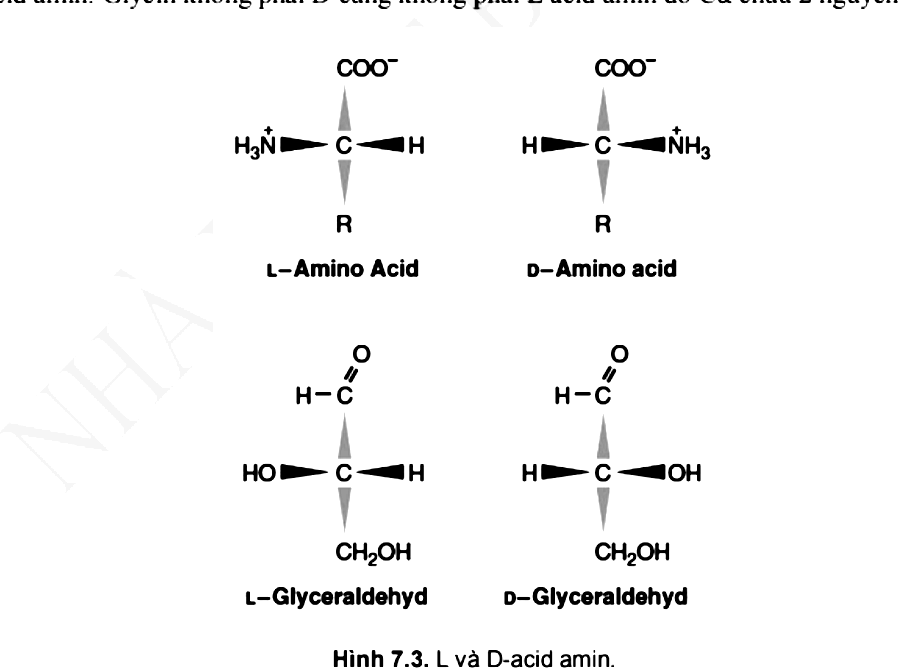 COO⁻ COO⁻
H₃N⁺ C H H C N⁺H₃
R R
L–Amino Acid D–Amino acid
O O
H–C H–C
HO C H H C OH
CH₂OH CH₂OH
L–Glyceraldehyd D–Glyceraldehyd
NHÀ
Hình 7.3. L và D-acid amin.